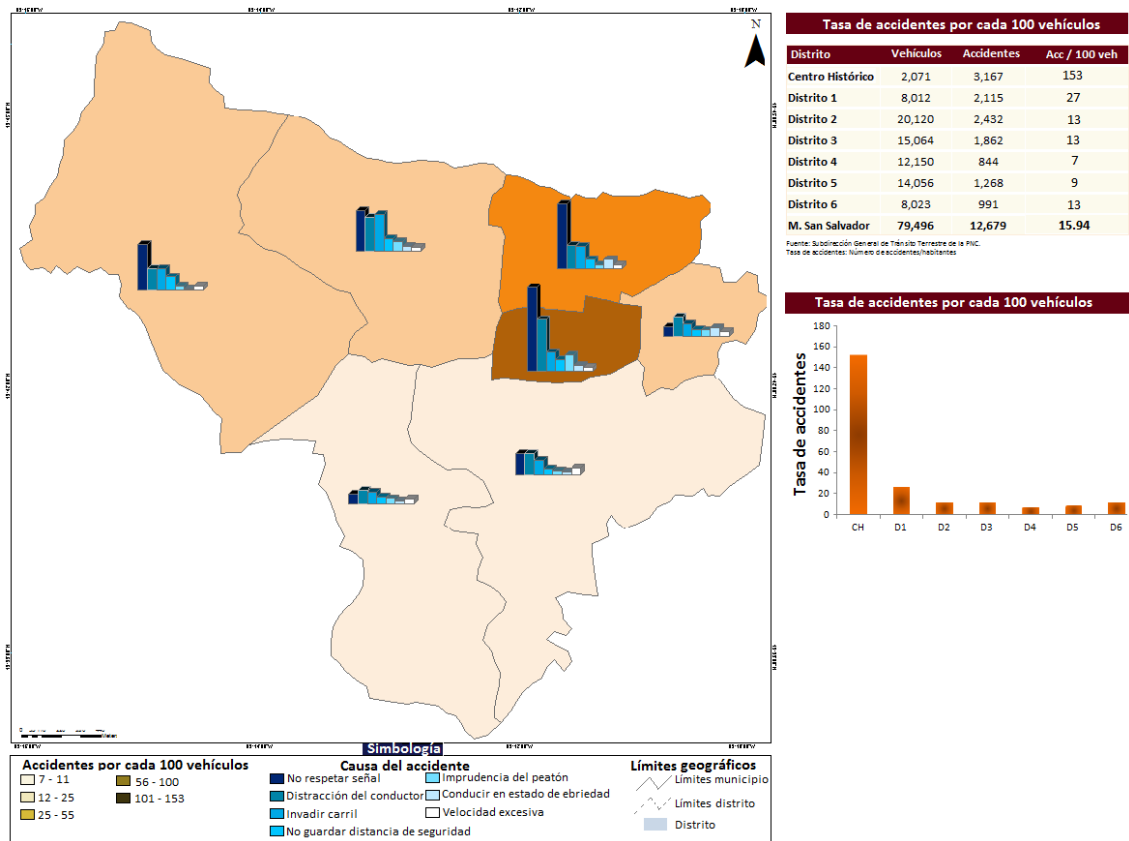 N
Tasa de accidentes por cada 100 vehículos
Distrito Vehículos Accidentes Acc / 100 veh
Centro Histórico 2,071 3,167 153
Distrito 1 8,012 2,115 27
Distrito 2 20,120 2,432 13
Distrito 3 15,064 1,862 13
Distrito 4 12,150 844 7
Distrito 5 14,056 1,268 9
Distrito 6 8,023 991 13
M. San Salvador 79,496 12,679 15.94
Fuente: Subdirección General de Tránsito Terrestre de la PNC.
Tasa de accidentes: Número de accidentes/habitantes
Tasa de accidentes por cada 100 vehículos
Tasa de accidentes
180
160
140
120
100
80
60
40
20
0
CH D1 D2 D3 D4 D5 D6
Simbología
Accidentes por cada 100 vehículos
7 - 11
12 - 25
25 - 55
56 - 100
101 - 153
Causa del accidente
No respetar señal
Distracción del conductor
Invadir carril
No guardar distancia de seguridad
Imprudencia del peatón
Conducir en estado de ebriedad
Velocidad excesiva
Límites geográficos
Límites municipio
Límites distrito
Distrito